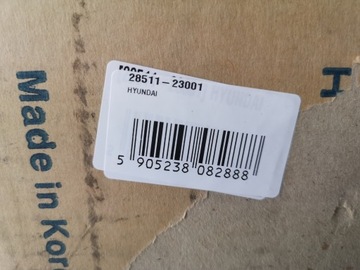 28511-23001
HYUNDAI
5 905238 082888
Made in Kor
H